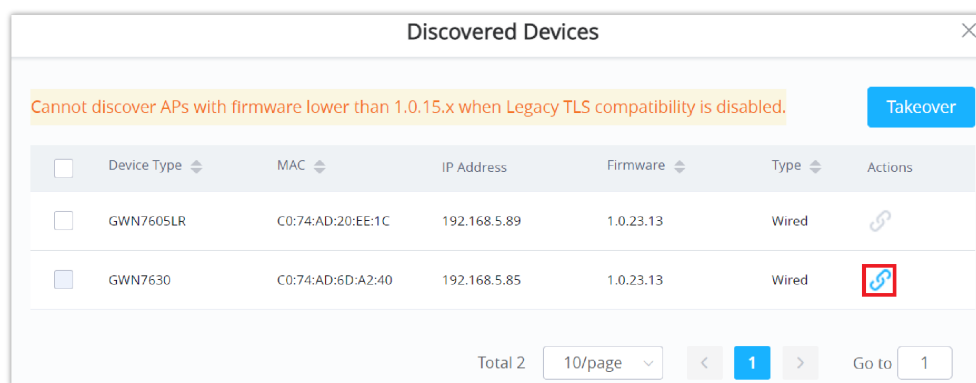 Discovered Devices
Cannot discover APs with firmware lower than 1.0.15.x when Legacy TLS compatibility is disabled.
Takeover
Device Type MAC IP Address Firmware Type Actions
GWN7605LR C0:74:AD:20:EE:1C 192.168.5.89 1.0.23.13 Wired
GWN7630 C0:74:AD:6D:A2:40 192.168.5.85 1.0.23.13 Wired
Total 2 10/page < 1 > Go to 1